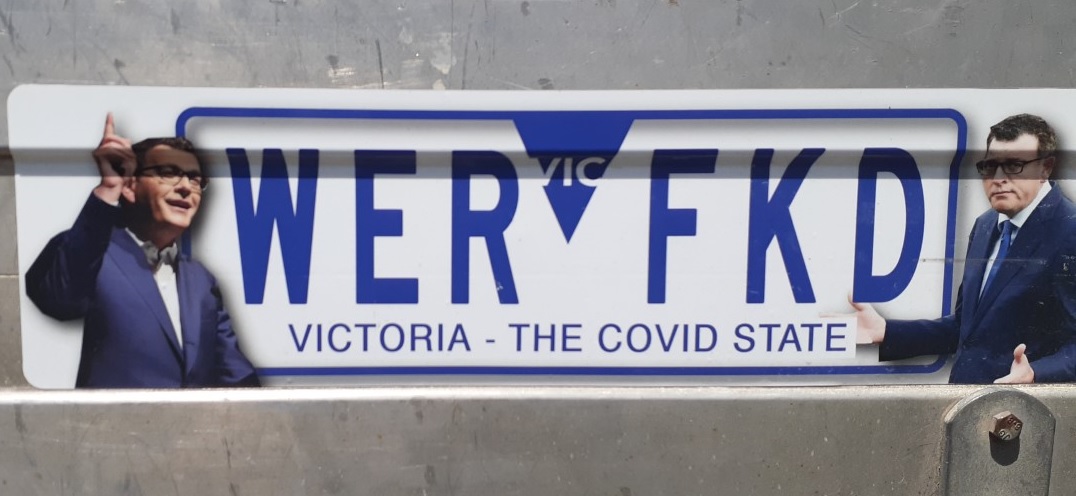 VIC
WER FKD
VICTORIA - THE COVID STATE